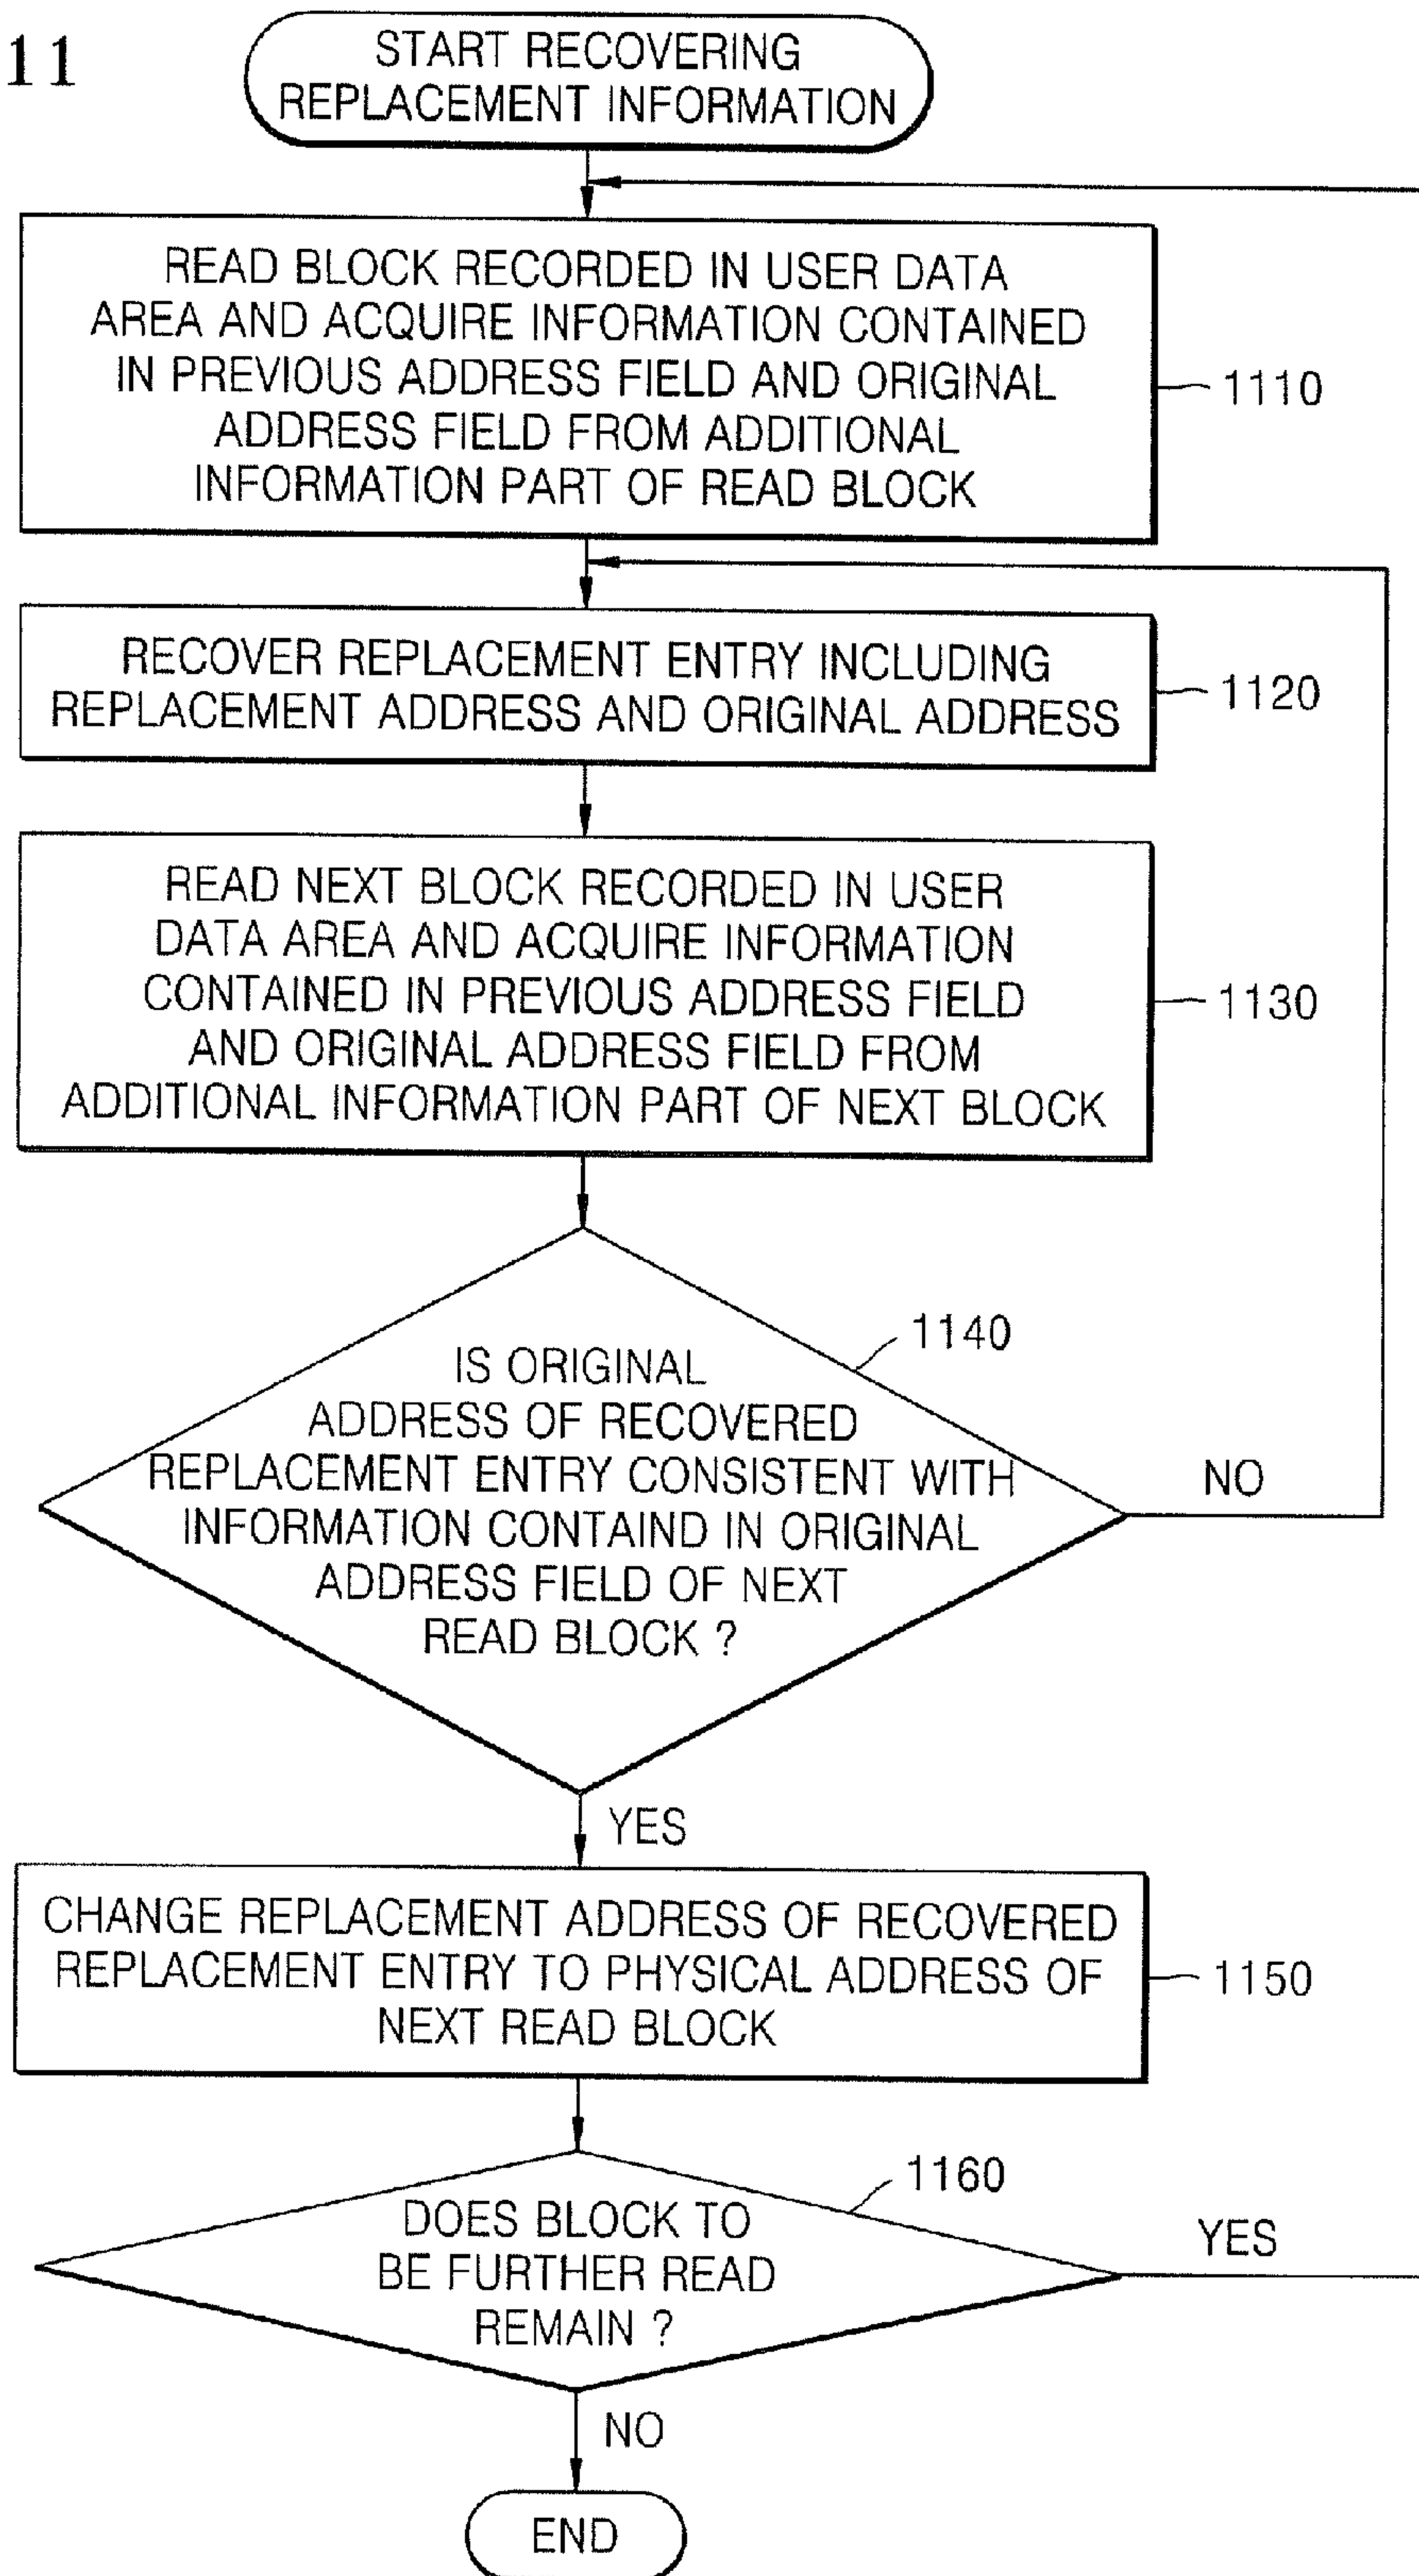 11
START RECOVERING
REPLACEMENT INFORMATION
READ BLOCK RECORDED IN USER DATA
AREA AND ACQUIRE INFORMATION CONTAINED
IN PREVIOUS ADDRESS FIELD AND ORIGINAL
ADDRESS FIELD FROM ADDITIONAL
INFORMATION PART OF READ BLOCK
1110
RECOVER REPLACEMENT ENTRY INCLUDING
REPLACEMENT ADDRESS AND ORIGINAL ADDRESS
1120
READ NEXT BLOCK RECORDED IN USER
DATA AREA AND ACQUIRE INFORMATION
CONTAINED IN PREVIOUS ADDRESS FIELD
AND ORIGINAL ADDRESS FIELD FROM
ADDITIONAL INFORMATION PART OF NEXT BLOCK
1130
1140
IS ORIGINAL
ADDRESS OF RECOVERED
REPLACEMENT ENTRY CONSISTENT WITH
INFORMATION CONTAIND IN ORIGINAL
ADDRESS FIELD OF NEXT
READ BLOCK ?
NO
YES
CHANGE REPLACEMENT ADDRESS OF RECOVERED
REPLACEMENT ENTRY TO PHYSICAL ADDRESS OF
NEXT READ BLOCK
1150
1160
DOES BLOCK TO
BE FURTHER READ
REMAIN ?
YES
NO
END